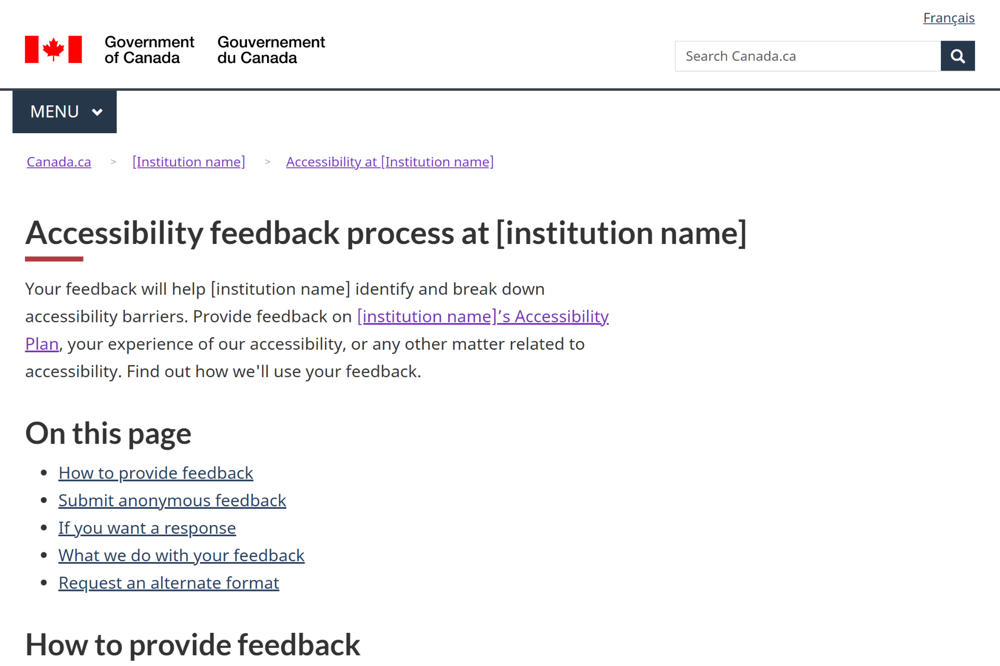 Français
Government of Canada
Gouvernement du Canada
Search Canada.ca
MENU
Canada.ca > [Institution name] > Accessibility at [Institution name]
Accessibility feedback process at [institution name]
Your feedback will help [institution name] identify and break down
accessibility barriers. Provide feedback on [institution name]’s Accessibility
Plan, your experience of our accessibility, or any other matter related to
accessibility. Find out how we'll use your feedback.
On this page
• How to provide feedback
• Submit anonymous feedback
• If you want a response
• What we do with your feedback
• Request an alternate format
How to provide feedback